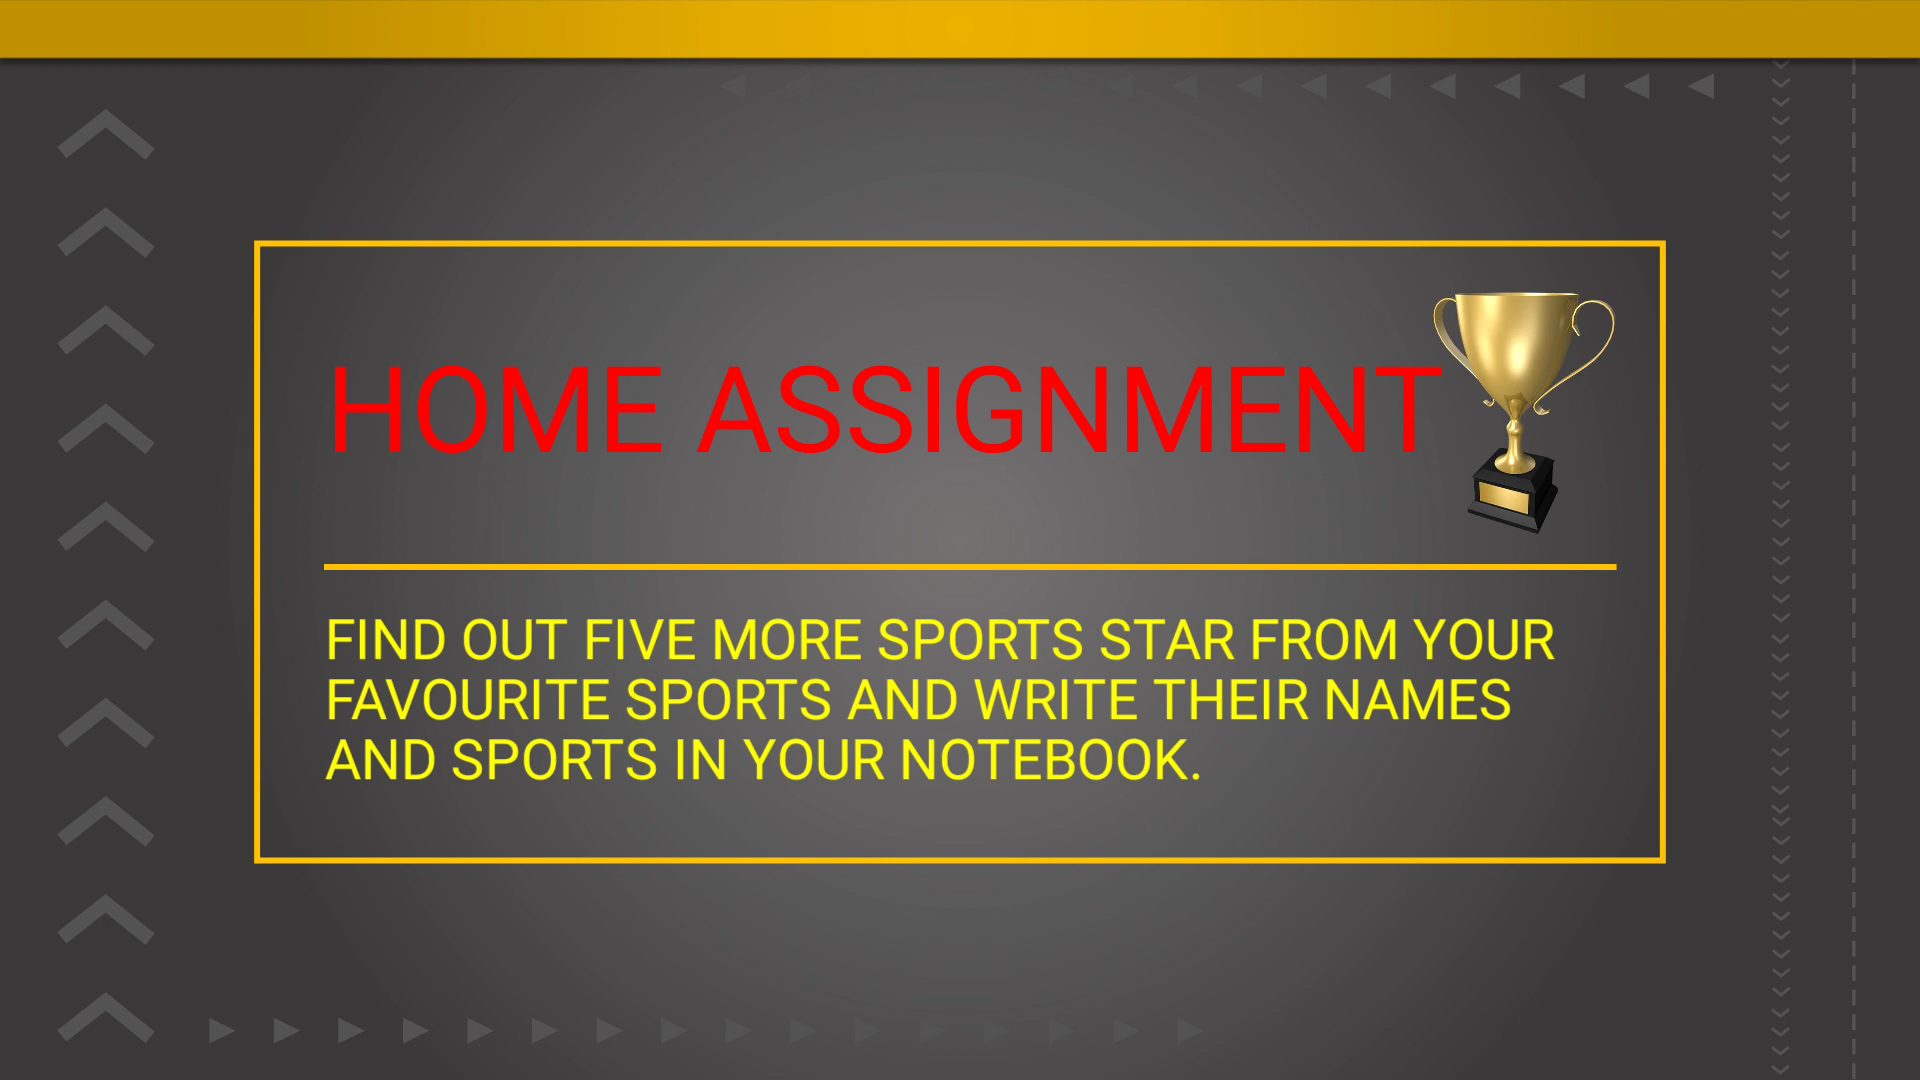 HOME ASSIGNMENT
FIND OUT FIVE MORE SPORTS STAR FROM YOUR
FAVOURITE SPORTS AND WRITE THEIR NAMES
AND SPORTS IN YOUR NOTEBOOK.